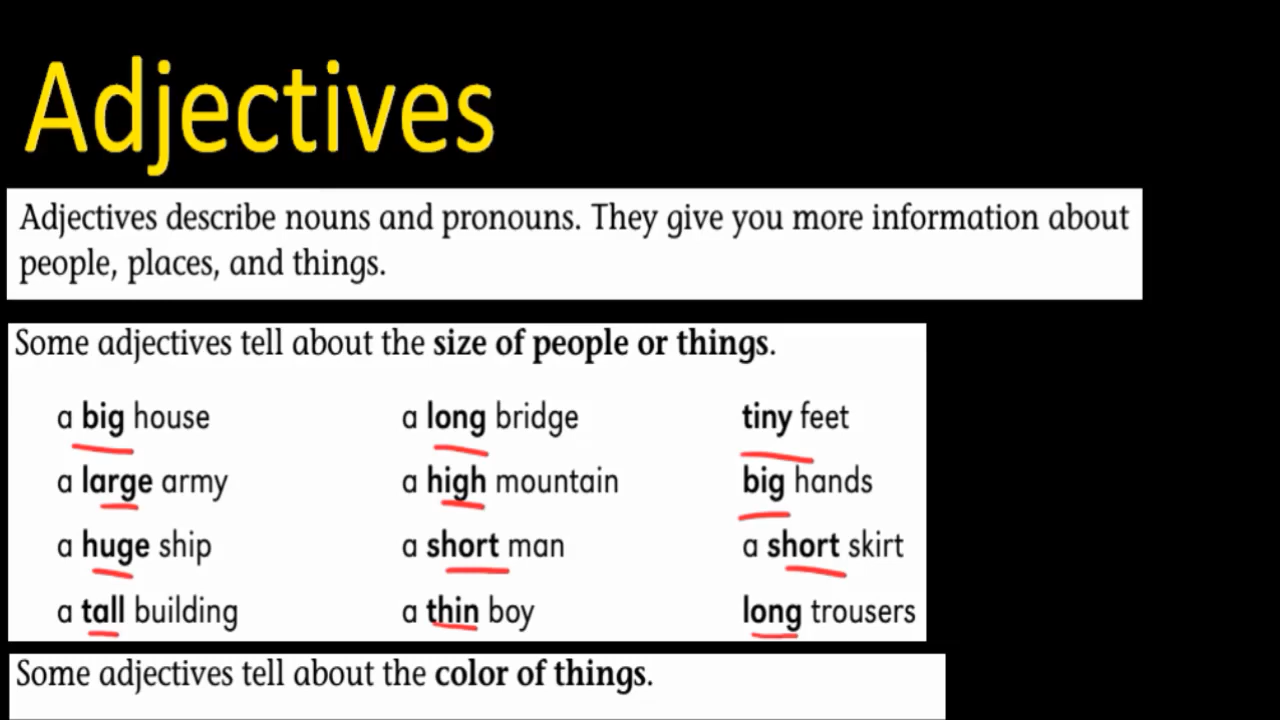 Adjectives
Adjectives describe nouns and pronouns. They give you more information about
people, places, and things.
Some adjectives tell about the size of people or things.
a big house a long bridge tiny feet
a large army a high mountain big hands
a huge ship a short man a short skirt
a tall building a thin boy long trousers
Some adjectives tell about the color of things.